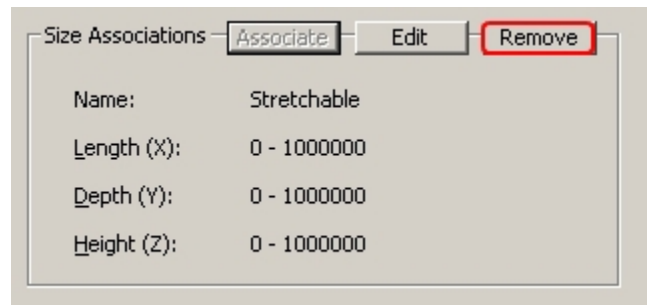 Size Associations Associate Edit Remove
Name: Stretchable
Length (X): 0 - 1000000
Depth (Y): 0 - 1000000
Height (Z): 0 - 1000000